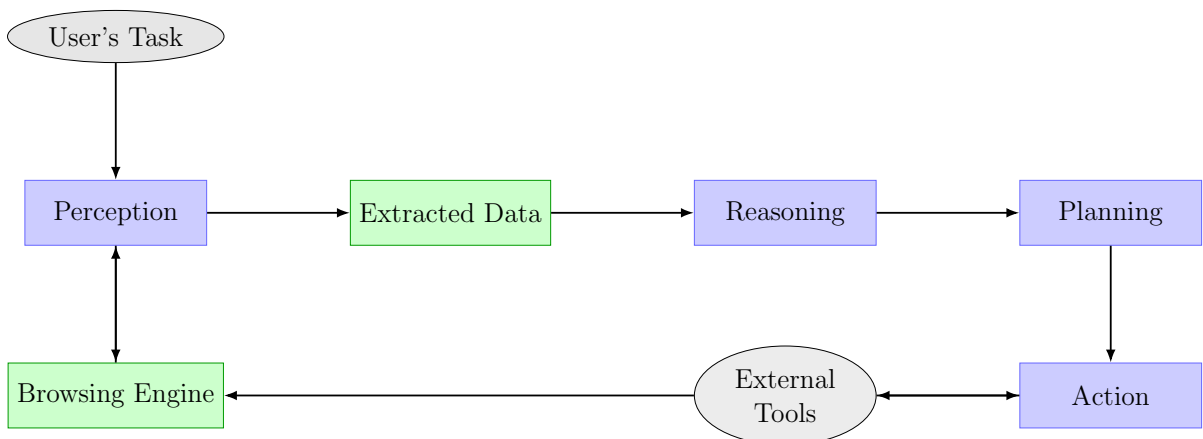 User's Task
Perception
Extracted Data
Reasoning
Planning
Browsing Engine
External
Tools
Action